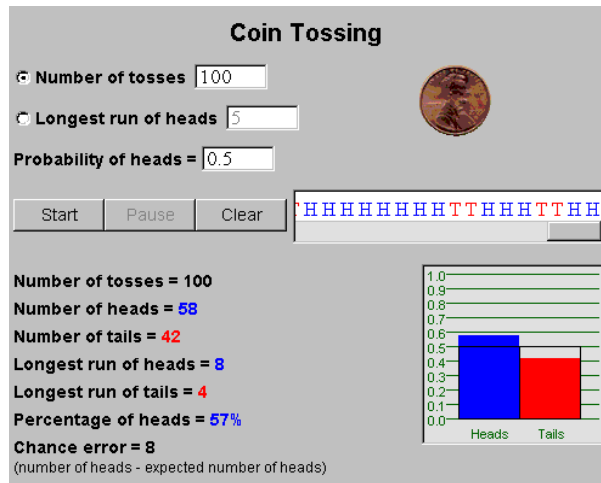 Coin Tossing
Number of tosses 100
Longest run of heads 5
Probability of heads = 0.5
Start Pause Clear
T H H H H H H H H T T H H H T T H H
Number of tosses = 100
Number of heads = 58
Number of tails = 42
Longest run of heads = 8
Longest run of tails = 4
Percentage of heads = 57%
Chance error = 8
(number of heads - expected number of heads)
1.0
0.9
0.8
0.7
0.6
0.5
0.4
0.3
0.2
0.1
0.0
Heads Tails